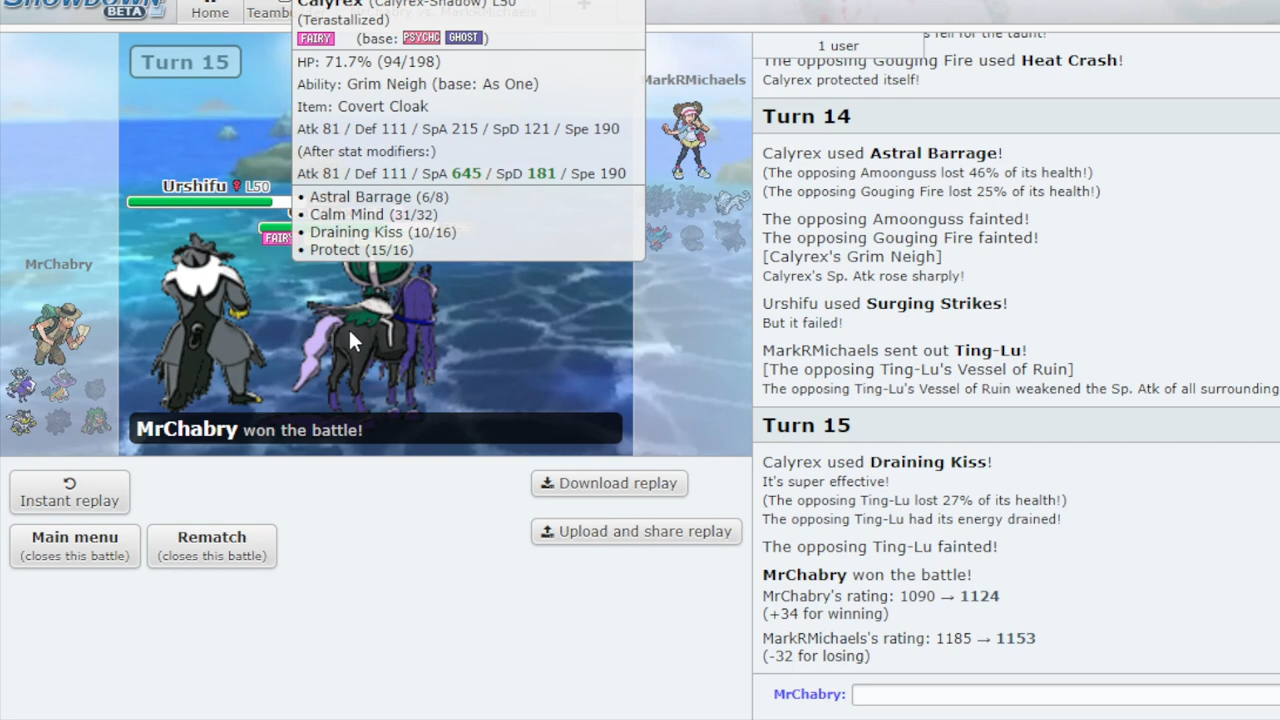 SHOWDOWN
BETA
Home
Teambu
MarkRMichaels
Calyrex (Calyrex-Shadow) L50
(Terastallized)
FAIRY (base: PSYCHC GHOST)
HP: 71.7% (94/198)
Ability: Grim Neigh (base: As One)
Item: Covert Cloak
Atk 81 / Def 111 / SpA 215 / SpD 121 / Spe 190
(After stat modifiers:)
Atk 81 / Def 111 / SpA 645 / SpD 181 / Spe 190
• Astral Barrage (6/8)
• Calm Mind (31/32)
• Draining Kiss (10/16)
• Protect (15/16)
Turn 15
Urshifu L50
FAIRY
MrChabry
MarkRMichaels
MrChabry won the battle!
Instant replay
Download replay
Main menu
(closes this battle)
Rematch
(closes this battle)
Upload and share replay
1 user
s fell for the taunt!
The opposing Gouging Fire used Heat Crash!
Calyrex protected itself!
Turn 14
Calyrex used Astral Barrage!
(The opposing Amoonguss lost 46% of its health!)
(The opposing Gouging Fire lost 25% of its health!)
The opposing Amoonguss fainted!
The opposing Gouging Fire fainted!
[Calyrex's Grim Neigh]
Calyrex's Sp. Atk rose sharply!
Urshifu used Surging Strikes!
But it failed!
MarkRMichaels sent out Ting-Lu!
[The opposing Ting-Lu's Vessel of Ruin]
The opposing Ting-Lu's Vessel of Ruin weakened the Sp. Atk of all surrounding
Turn 15
Calyrex used Draining Kiss!
It's super effective!
(The opposing Ting-Lu lost 27% of its health!)
The opposing Ting-Lu had its energy drained!
The opposing Ting-Lu fainted!
MrChabry won the battle!
MrChabry's rating: 1090 → 1124
(+34 for winning)
MarkRMichaels's rating: 1185 → 1153
(-32 for losing)
MrChabry: